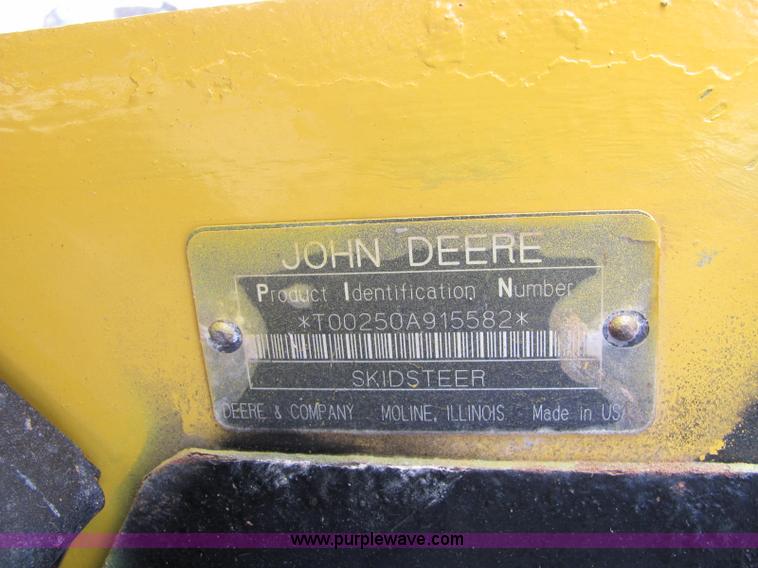 JOHN DEERE
Product Identification Number
*T00250A915582*
SKIDSTEER
DEERE & COMPANY MOLINE, ILLINOIS Made in US
www.purplewave.com